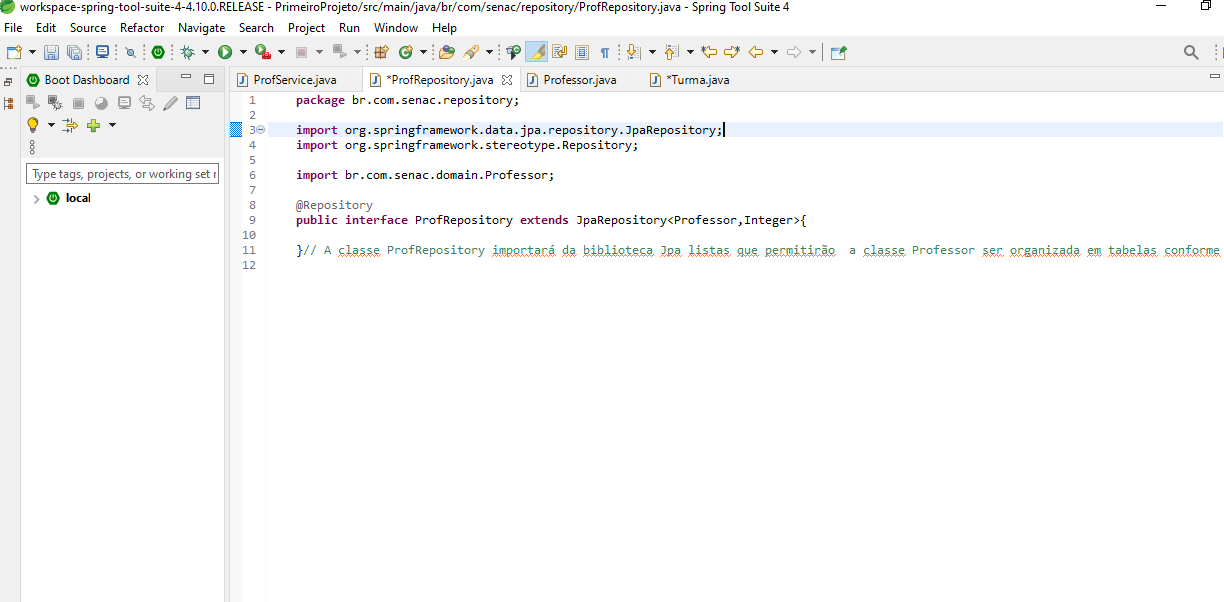 workspace-spring-tool-suite-4-4.10.0.RELEASE - PrimeiroProjeto/src/main/java/br/com/senac/repository/ProfRepository.java - Spring Tool Suite 4
File Edit Source Refactor Navigate Search Project Run Window Help
Boot Dashboard
ProfService.java *ProfRepository.java Professor.java *Turma.java
Type tags, projects, or working set
local
1 package br.com.senac.repository;
2
3 import org.springframework.data.jpa.repository.JpaRepository;
4 import org.springframework.stereotype.Repository;
5
6 import br.com.senac.domain.Professor;
7
8 @Repository
9 public interface ProfRepository extends JpaRepository<Professor,Integer>{
10
11 }// A classe ProfRepository importará da biblioteca Jpa listas que permitirão  a classe Professor ser organizada em tabelas conforme
12